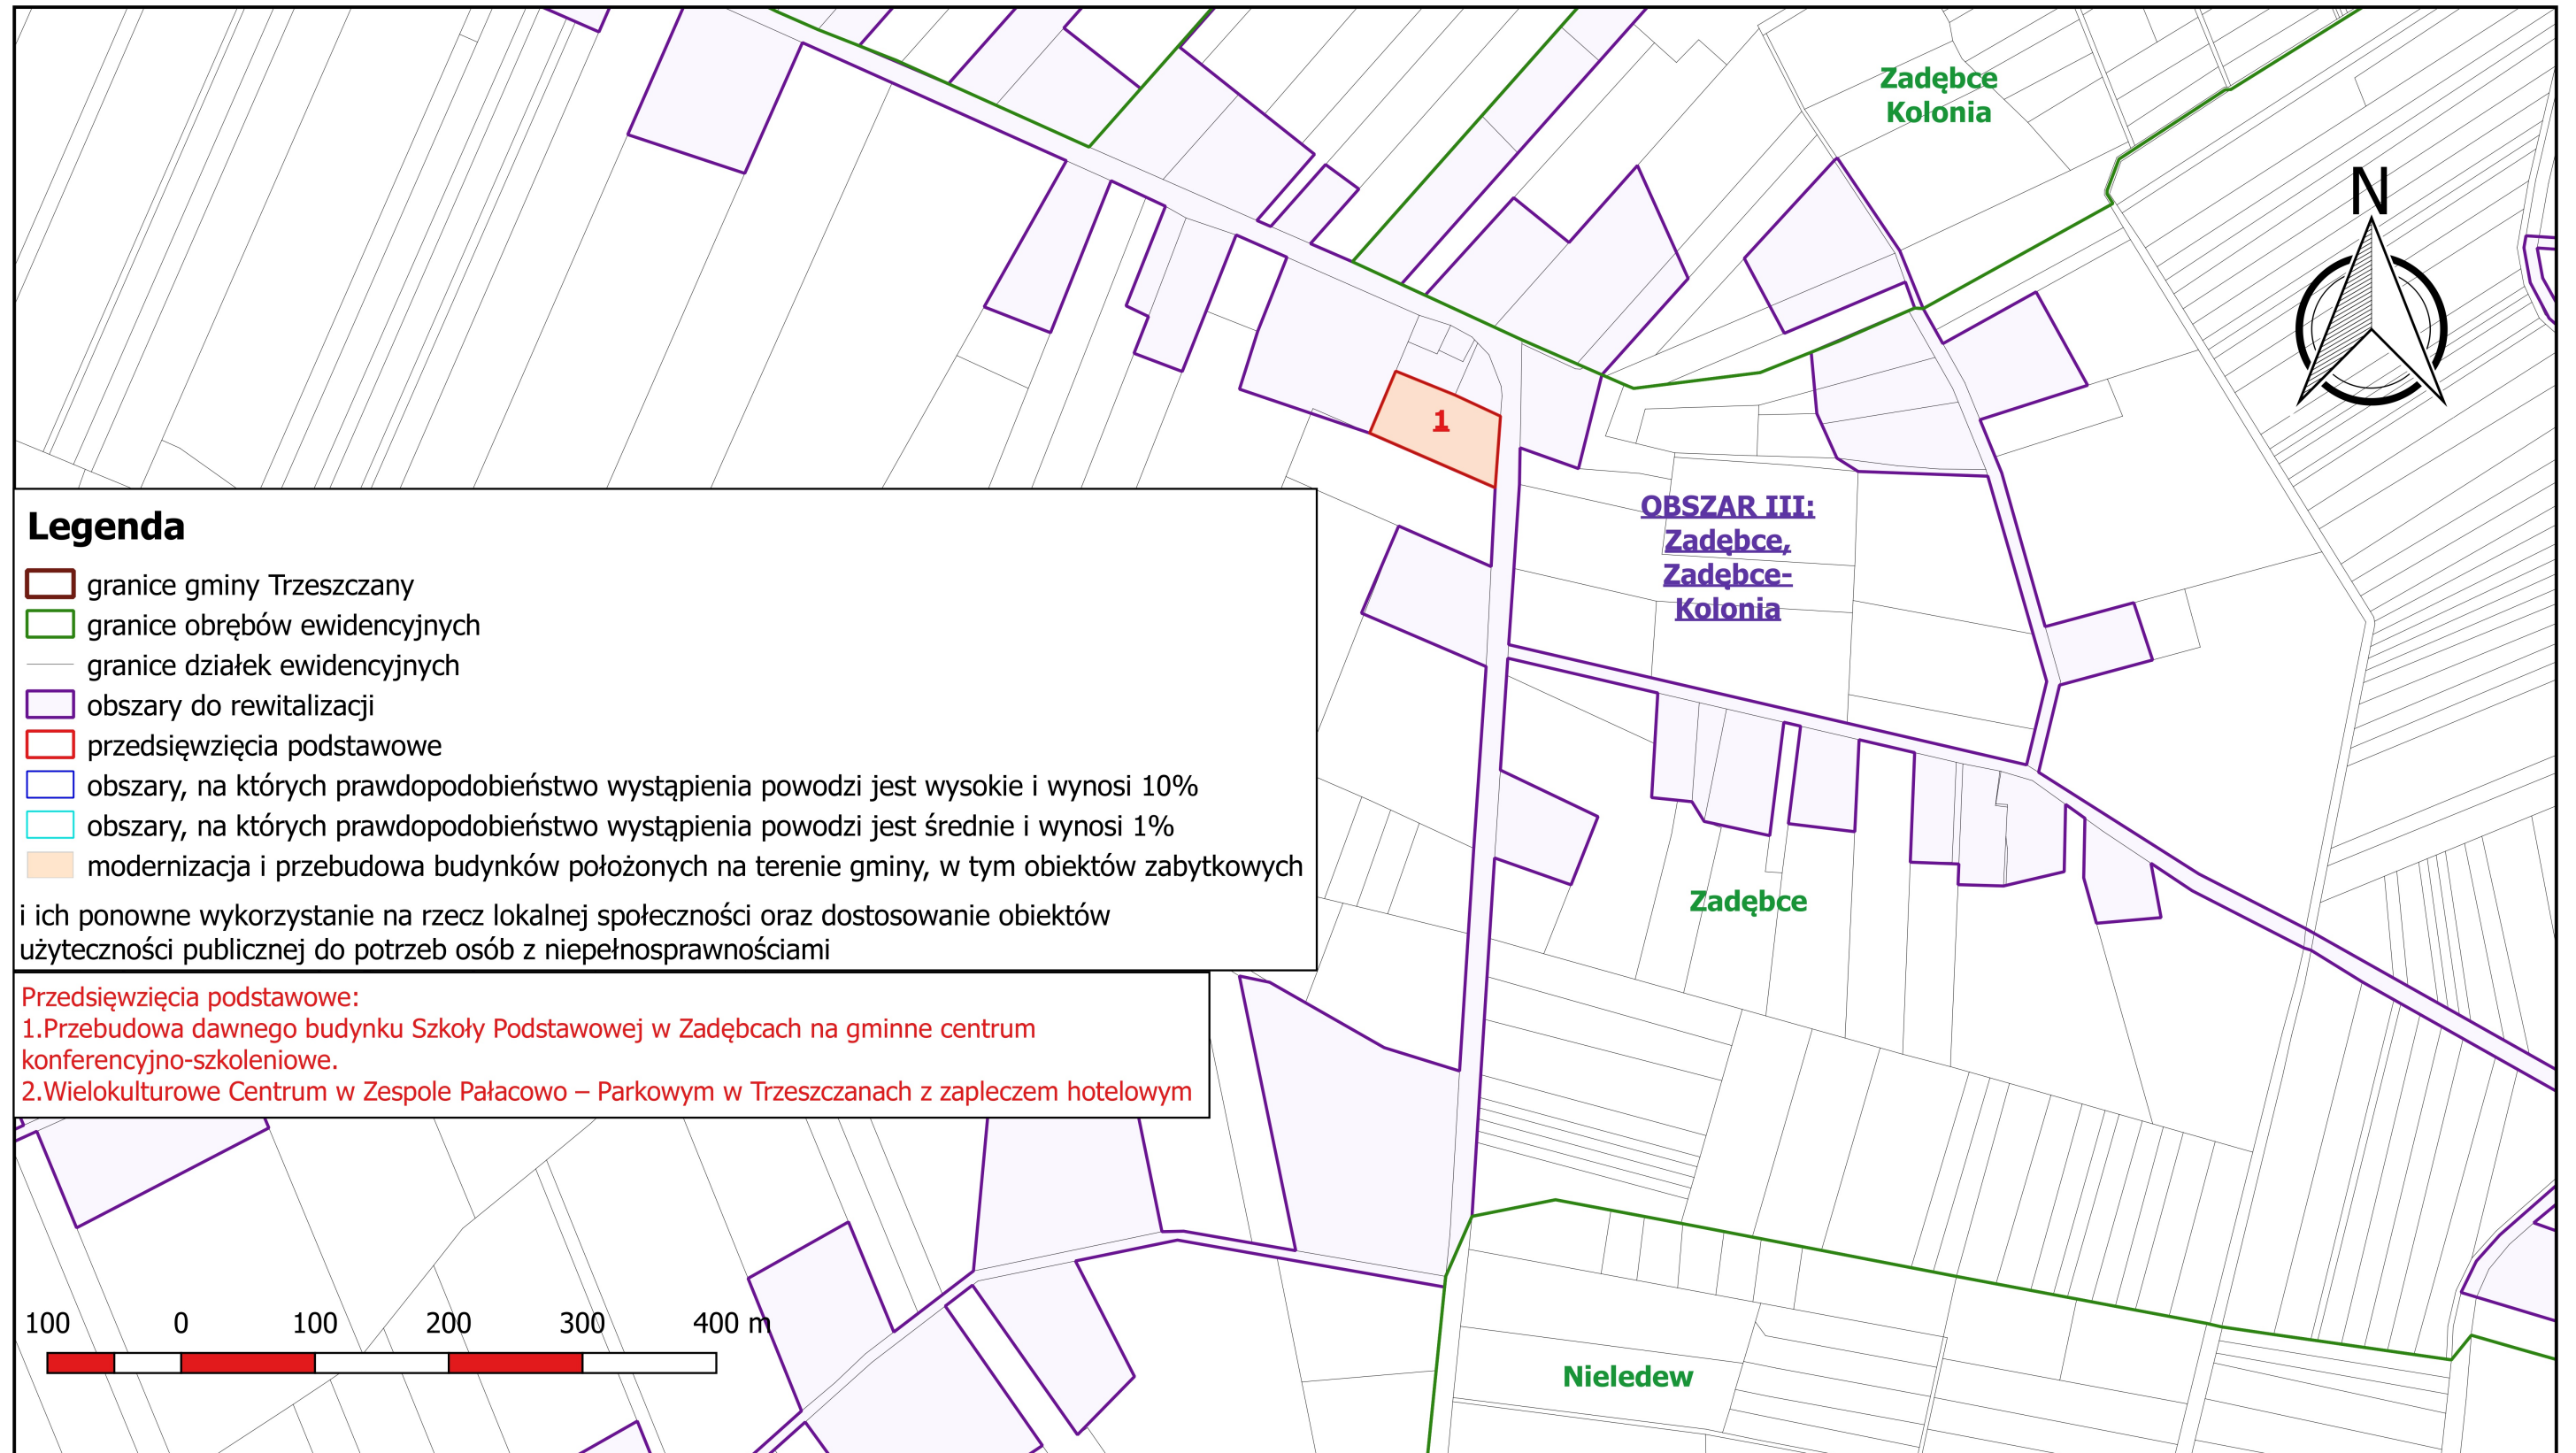 Zadębce
Kolonia
N
1
OBSZAR III:
Zadębce,
Zadębce-
Kolonia
Legenda
granice gminy Trzeszczany
granice obrębów ewidencyjnych
granice działek ewidencyjnych
obszary do rewitalizacji
przedsięwzięcia podstawowe
obszary, na których prawdopodobieństwo wystąpienia powodzi jest wysokie i wynosi 10%
obszary, na których prawdopodobieństwo wystąpienia powodzi jest średnie i wynosi 1%
modernizacja i przebudowa budynków położonych na terenie gminy, w tym obiektów zabytkowych
i ich ponowne wykorzystanie na rzecz lokalnej społeczności oraz dostosowanie obiektów
użyteczności publicznej do potrzeb osób z niepełnosprawnościami
Zadębce
Przedsięwzięcia podstawowe:
1.Przebudowa dawnego budynku Szkoły Podstawowej w Zadębcach na gminne centrum
konferencyjno-szkoleniowe.
2.Wielokulturowe Centrum w Zespole Pałacowo – Parkowym w Trzeszczanach z zapleczem hotelowym
100 0 100 200 300 400 m
Nieledew